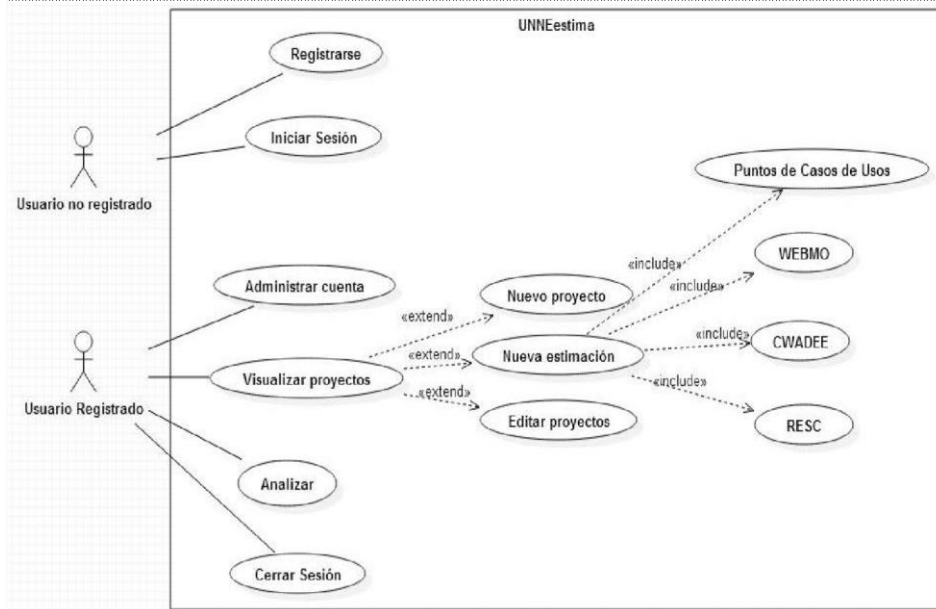 UNNEestima
Registrarse
Iniciar Sesión
Usuario no registrado
Puntos de Casos de Usos
«include»
WEBMO
«include»
Administrar cuenta
Nuevo proyecto
«extend»
«include»
CWADEE
Nueva estimación
«extend»
Visualizar proyectos
«include»
«extend»
Usuario Registrado
Editar proyectos
RESC
Analizar
Cerrar Sesión